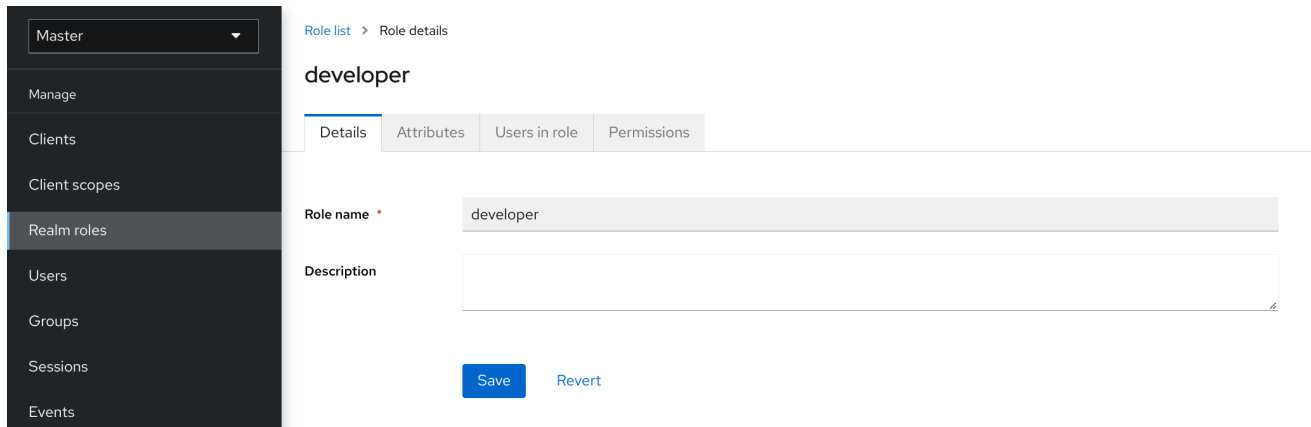 Master
Manage
Clients
Client scopes
Realm roles
Users
Groups
Sessions
Events
Role list > Role details
developer
Details Attributes Users in role Permissions
Role name * developer
Description
Save Revert